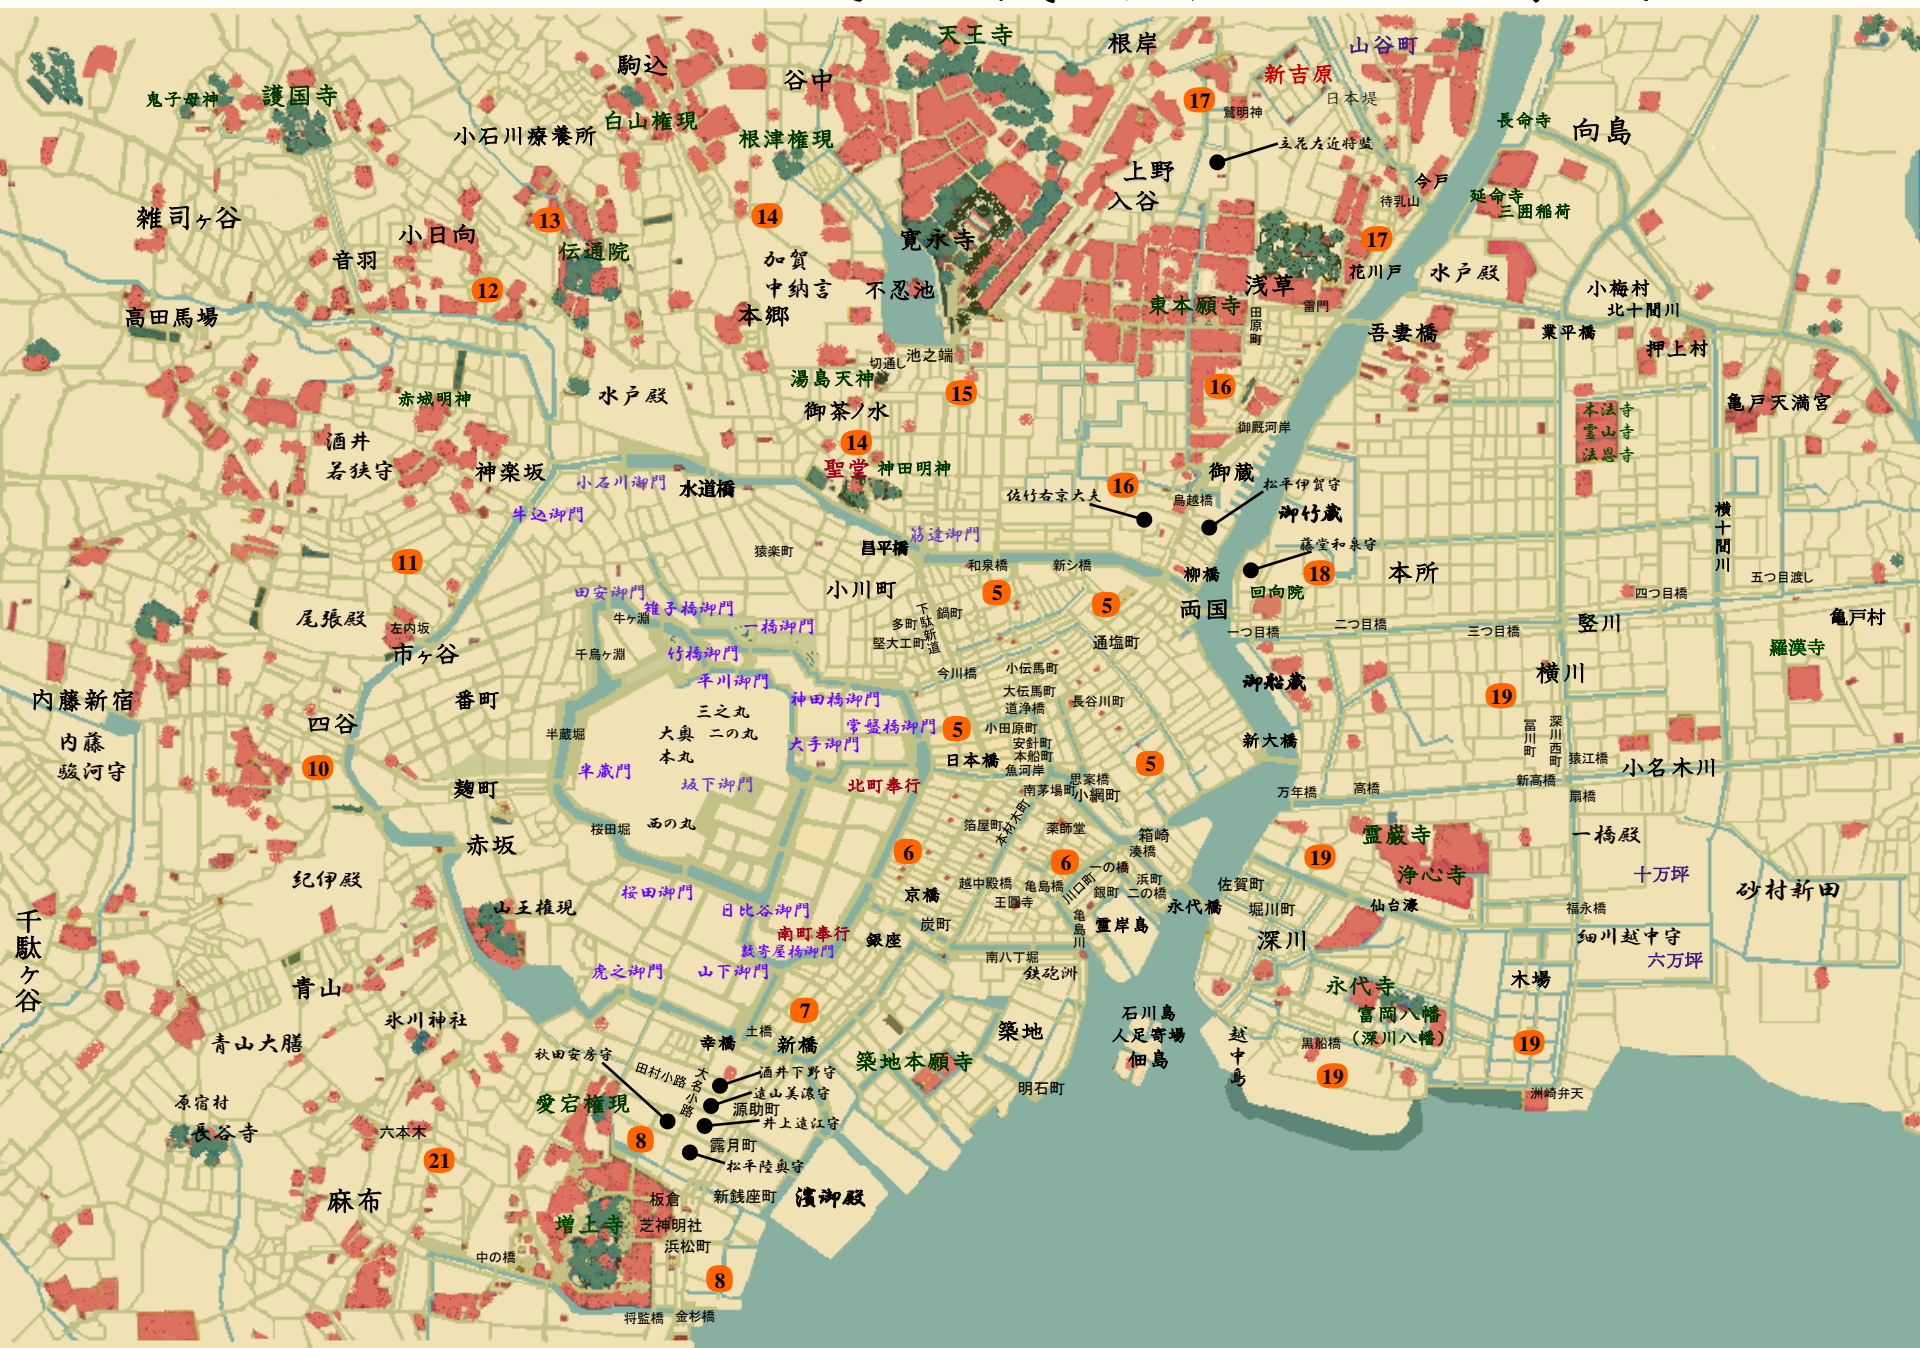 天王寺
根岸
山谷町
駒込
谷中
新吉原
鬼子母神
護国寺
17
日本堤
鷲明神
長命寺
向島
小石川療養所
白山権現
根津権現
立花左近将監
上野
入谷
今戸
待乳山
延命寺
三囲稲荷
雑司ヶ谷
小日向
13
14
音羽
伝通院
加賀
中納言
寛永寺
17
花川戸
水戸殿
12
不忍池
浅草
小梅村
北十間川
高田馬場
本郷
東本願寺
田原町
雷門
吾妻橋
業平橋
押上村
切通し
池之端
湯島天神
15
16
赤城明神
水戸殿
御茶ノ水
本法寺
霊山寺
法恩寺
亀戸天満宮
酒井
若狭守
14
御厩河岸
神楽坂
聖堂
神田明神
御蔵
小石川御門
水道橋
佐竹右京大夫
16
鳥越橋
松平伊賀守
牛込御門
御竹蔵
横十間川
筋違御門
猿楽町
昌平橋
藤堂和泉守
11
和泉橋
新シ橋
柳橋
18
本所
五つ目渡し
田安御門
雉子橋御門
小川町
5
5
回向院
四つ目橋
尾張殿
牛ヶ淵
一橋御門
下駄新道
鍋町
両国
左内坂
多町
竪大工町
通塩町
一つ目橋
二つ目橋
三つ目橋
竪川
亀戸村
市ヶ谷
千鳥ヶ淵
竹橋御門
羅漢寺
今川橋
小伝馬町
平川御門
御船蔵
横川
内藤新宿
番町
神田橋御門
大伝馬町
長谷川町
19
三之丸
道浄橋
四谷
常盤橋御門
5
小田原町
冨川町
深川西町
内藤
駿河守
半蔵堀
大奥
二の丸
大手御門
安針町
新大橋
本丸
日本橋
本船町
魚河岸
猿江橋
10
半蔵門
5
小名木川
坂下御門
北町奉行
思案橋
新高橋
麹町
南茅場町
小網町
万年橋
高橋
扇橋
桜田堀
西の丸
箔屋町
本材木町
薬師堂
箱崎
霊巌寺
一橋殿
赤坂
6
6
湊橋
19
一の橋
浄心寺
十万坪
紀伊殿
桜田御門
京橋
越中殿橋
亀島橋
川口町
銀町
浜町
二の橋
佐賀町
砂村新田
王圓寺
山王権現
日比谷御門
炭町
亀島川
霊岸島
永代橋
堀川町
仙台濠
福永橋
千駄ヶ谷
南町奉行
銀座
深川
細川越中守
数寄屋橋御門
六万坪
虎之御門
山下御門
南八丁堀
鉄砲洲
木場
青山
永代寺
7
石川島
人足寄場
富岡八幡
(深川八幡)
氷川神社
土橋
築地
青山大膳
幸橋
新橋
黒船橋
19
秋田安房守
築地本願寺
佃島
越中島
田村小路
大名小路
酒井下野守
19
原宿村
愛宕権現
遠山美濃守
明石町
洲崎弁天
源助町
長谷寺
六本木
井上遠江守
8
露月町
21
松平陸奥守
麻布
板倉
新銭座町
濱御殿
増上寺
芝神明社
浜松町
中の橋
8
将監橋
金杉橋